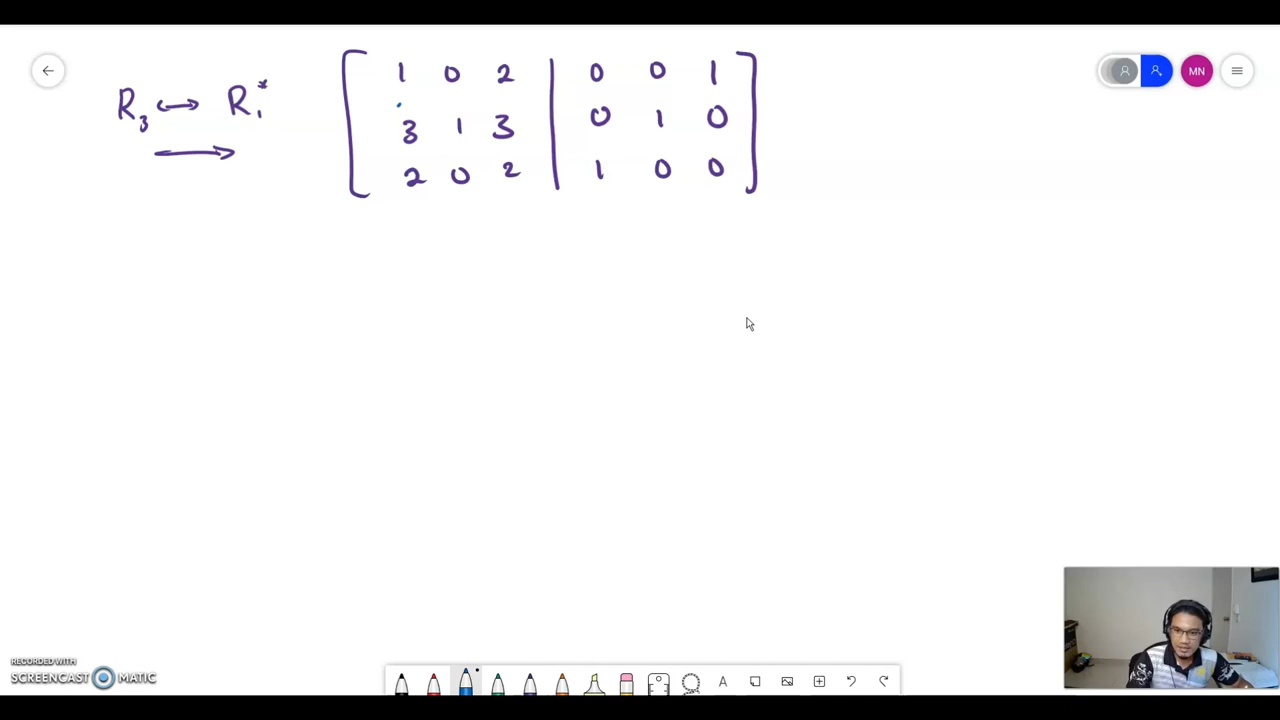 R₃ ↔ R₁*
[ 1 0 2 | 0 0 1 ]
[ 3 1 3 | 0 1 0 ]
[ 2 0 2 | 1 0 0 ]
MN
RECORDED WITH
SCREENCAST MATIC
A